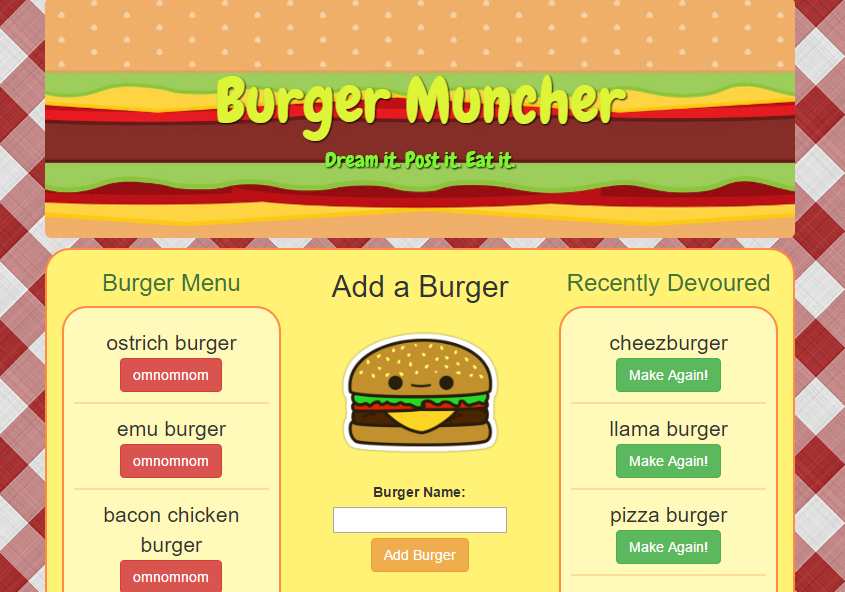 Burger Muncher
Dream it. Post it. Eat it.
Burger Menu
ostrich burger
omnomnom
emu burger
omnomnom
bacon chicken
burger
omnomnom
Add a Burger
Burger Name:
Add Burger
Recently Devoured
cheezburger
Make Again!
llama burger
Make Again!
pizza burger
Make Again!